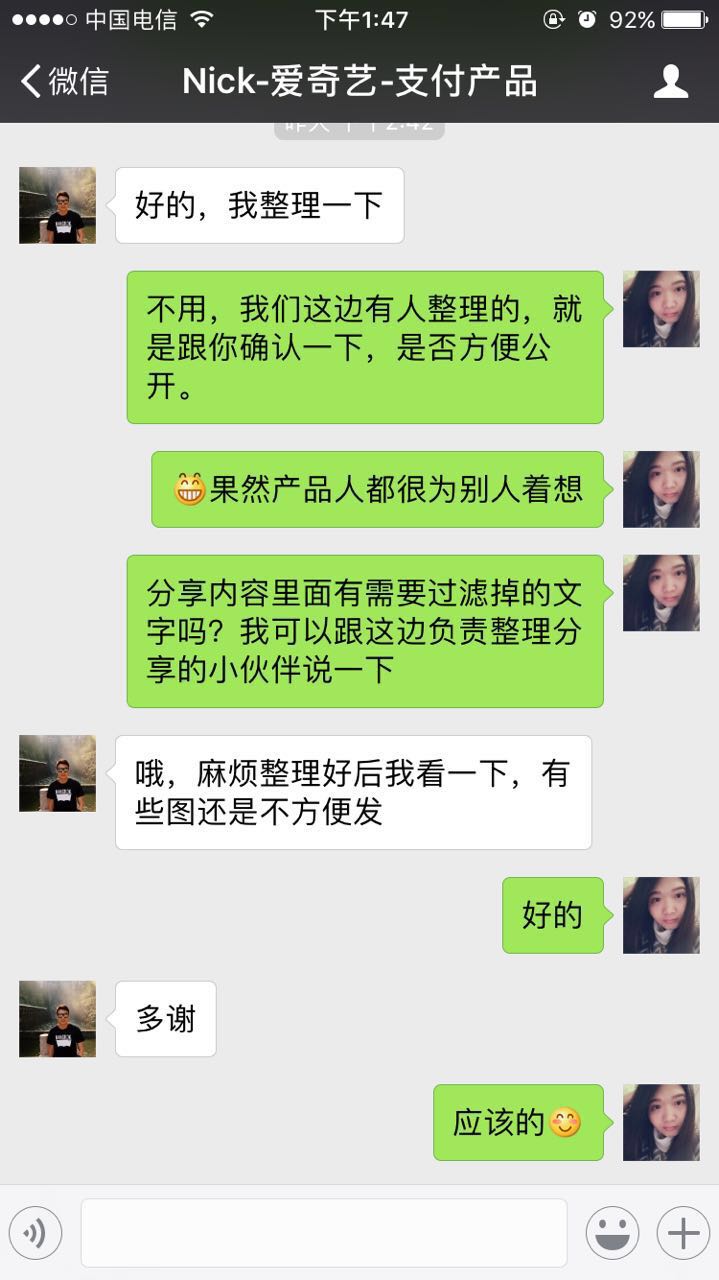 中国电信
下午1:47
92%
微信
Nick-爱奇艺-支付产品
2:42
好的，我整理一下
不用，我们这边有人整理的，就
是跟你确认一下，是否方便公
开。
😁果然产品人都很为别人着想
分享内容里面有需要过滤掉的文
字吗？我可以跟这边负责整理分
享的小伙伴说一下
哦，麻烦整理好后我看一下，有
些图还是不方便发
好的
多谢
应该的😊